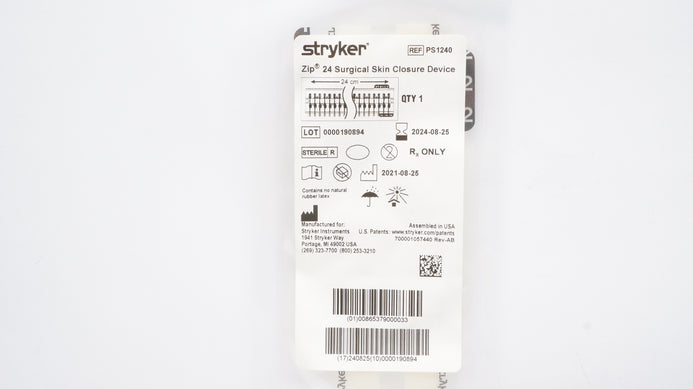 stryker®
REF PS1240
Zip® 24 Surgical Skin Closure Device
24 cm
QTY 1
LOT 0000190894
2024-08-25
STERILE R
2
Rx ONLY
2021-08-25
Contains no natural
rubber latex
Manufactured for:
Stryker Instruments
1941 Stryker Way
Portage, MI 49002 USA
(269) 323-7700 (800) 253-3210
Assembled in USA
U.S. Patents: www.stryker.com/patents
700001057440 Rev-AB
(01)00865379000033
(17)240825(10)0000190894
2
2